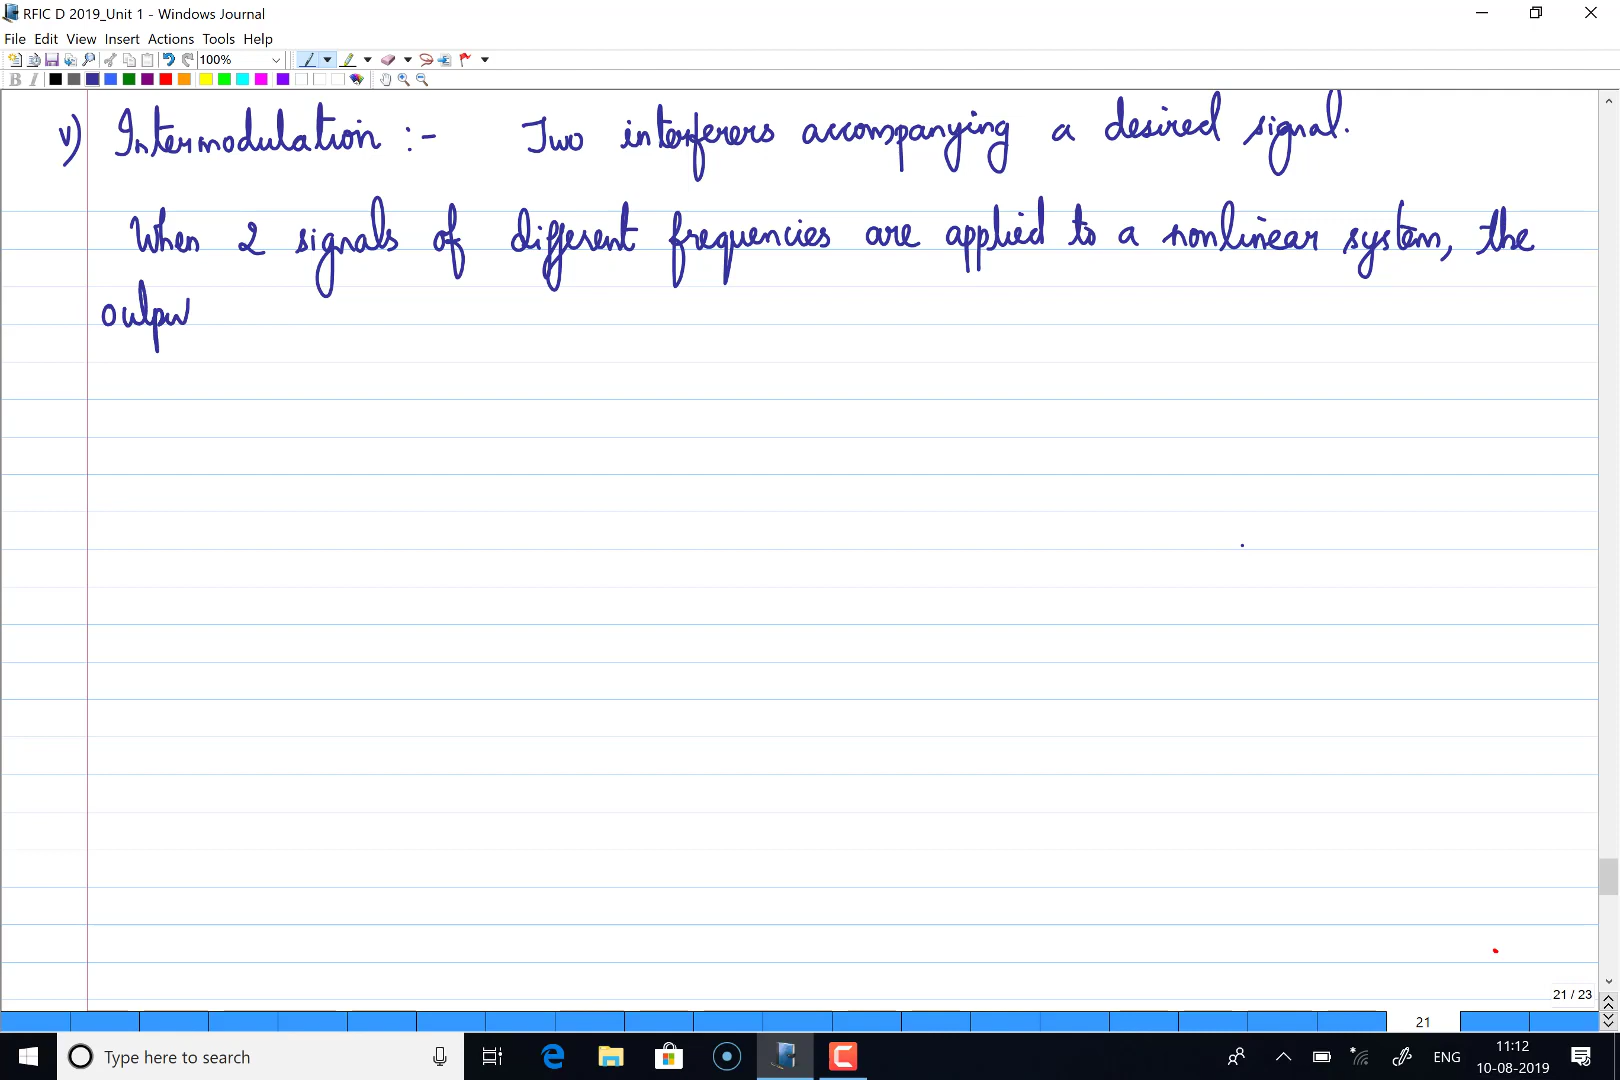 RFIC D 2019_Unit 1 - Windows Journal
File Edit View Insert Actions Tools Help
100%
B I
v) Intermodulation :- Two interferers accompanying a desired signal.
When 2 signals of different frequencies are applied to a nonlinear system, the
outpu
21 / 23
21
Type here to search
ENG
11:12
10-08-2019